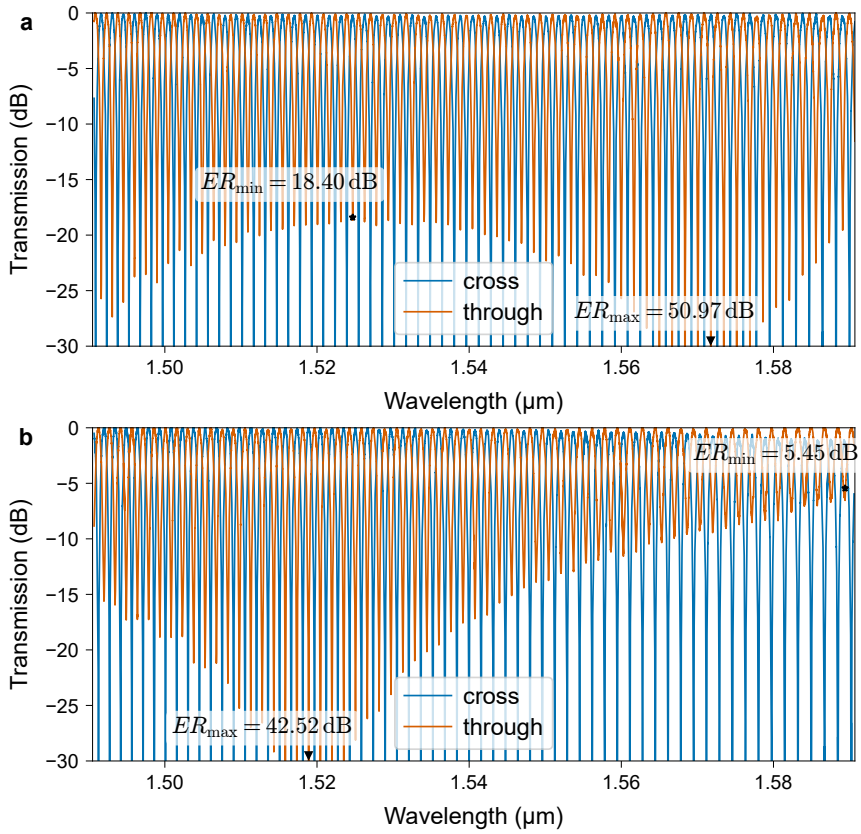 a
0
−5
−10
−15
−20
−25
−30
Transmission (dB)
ER_min = 18.40 dB
cross
through
ER_max = 50.97 dB
1.50
1.52
1.54
1.56
1.58
Wavelength (µm)
b
0
−5
−10
−15
−20
−25
−30
Transmission (dB)
ER_min = 5.45 dB
cross
through
ER_max = 42.52 dB
1.50
1.52
1.54
1.56
1.58
Wavelength (µm)